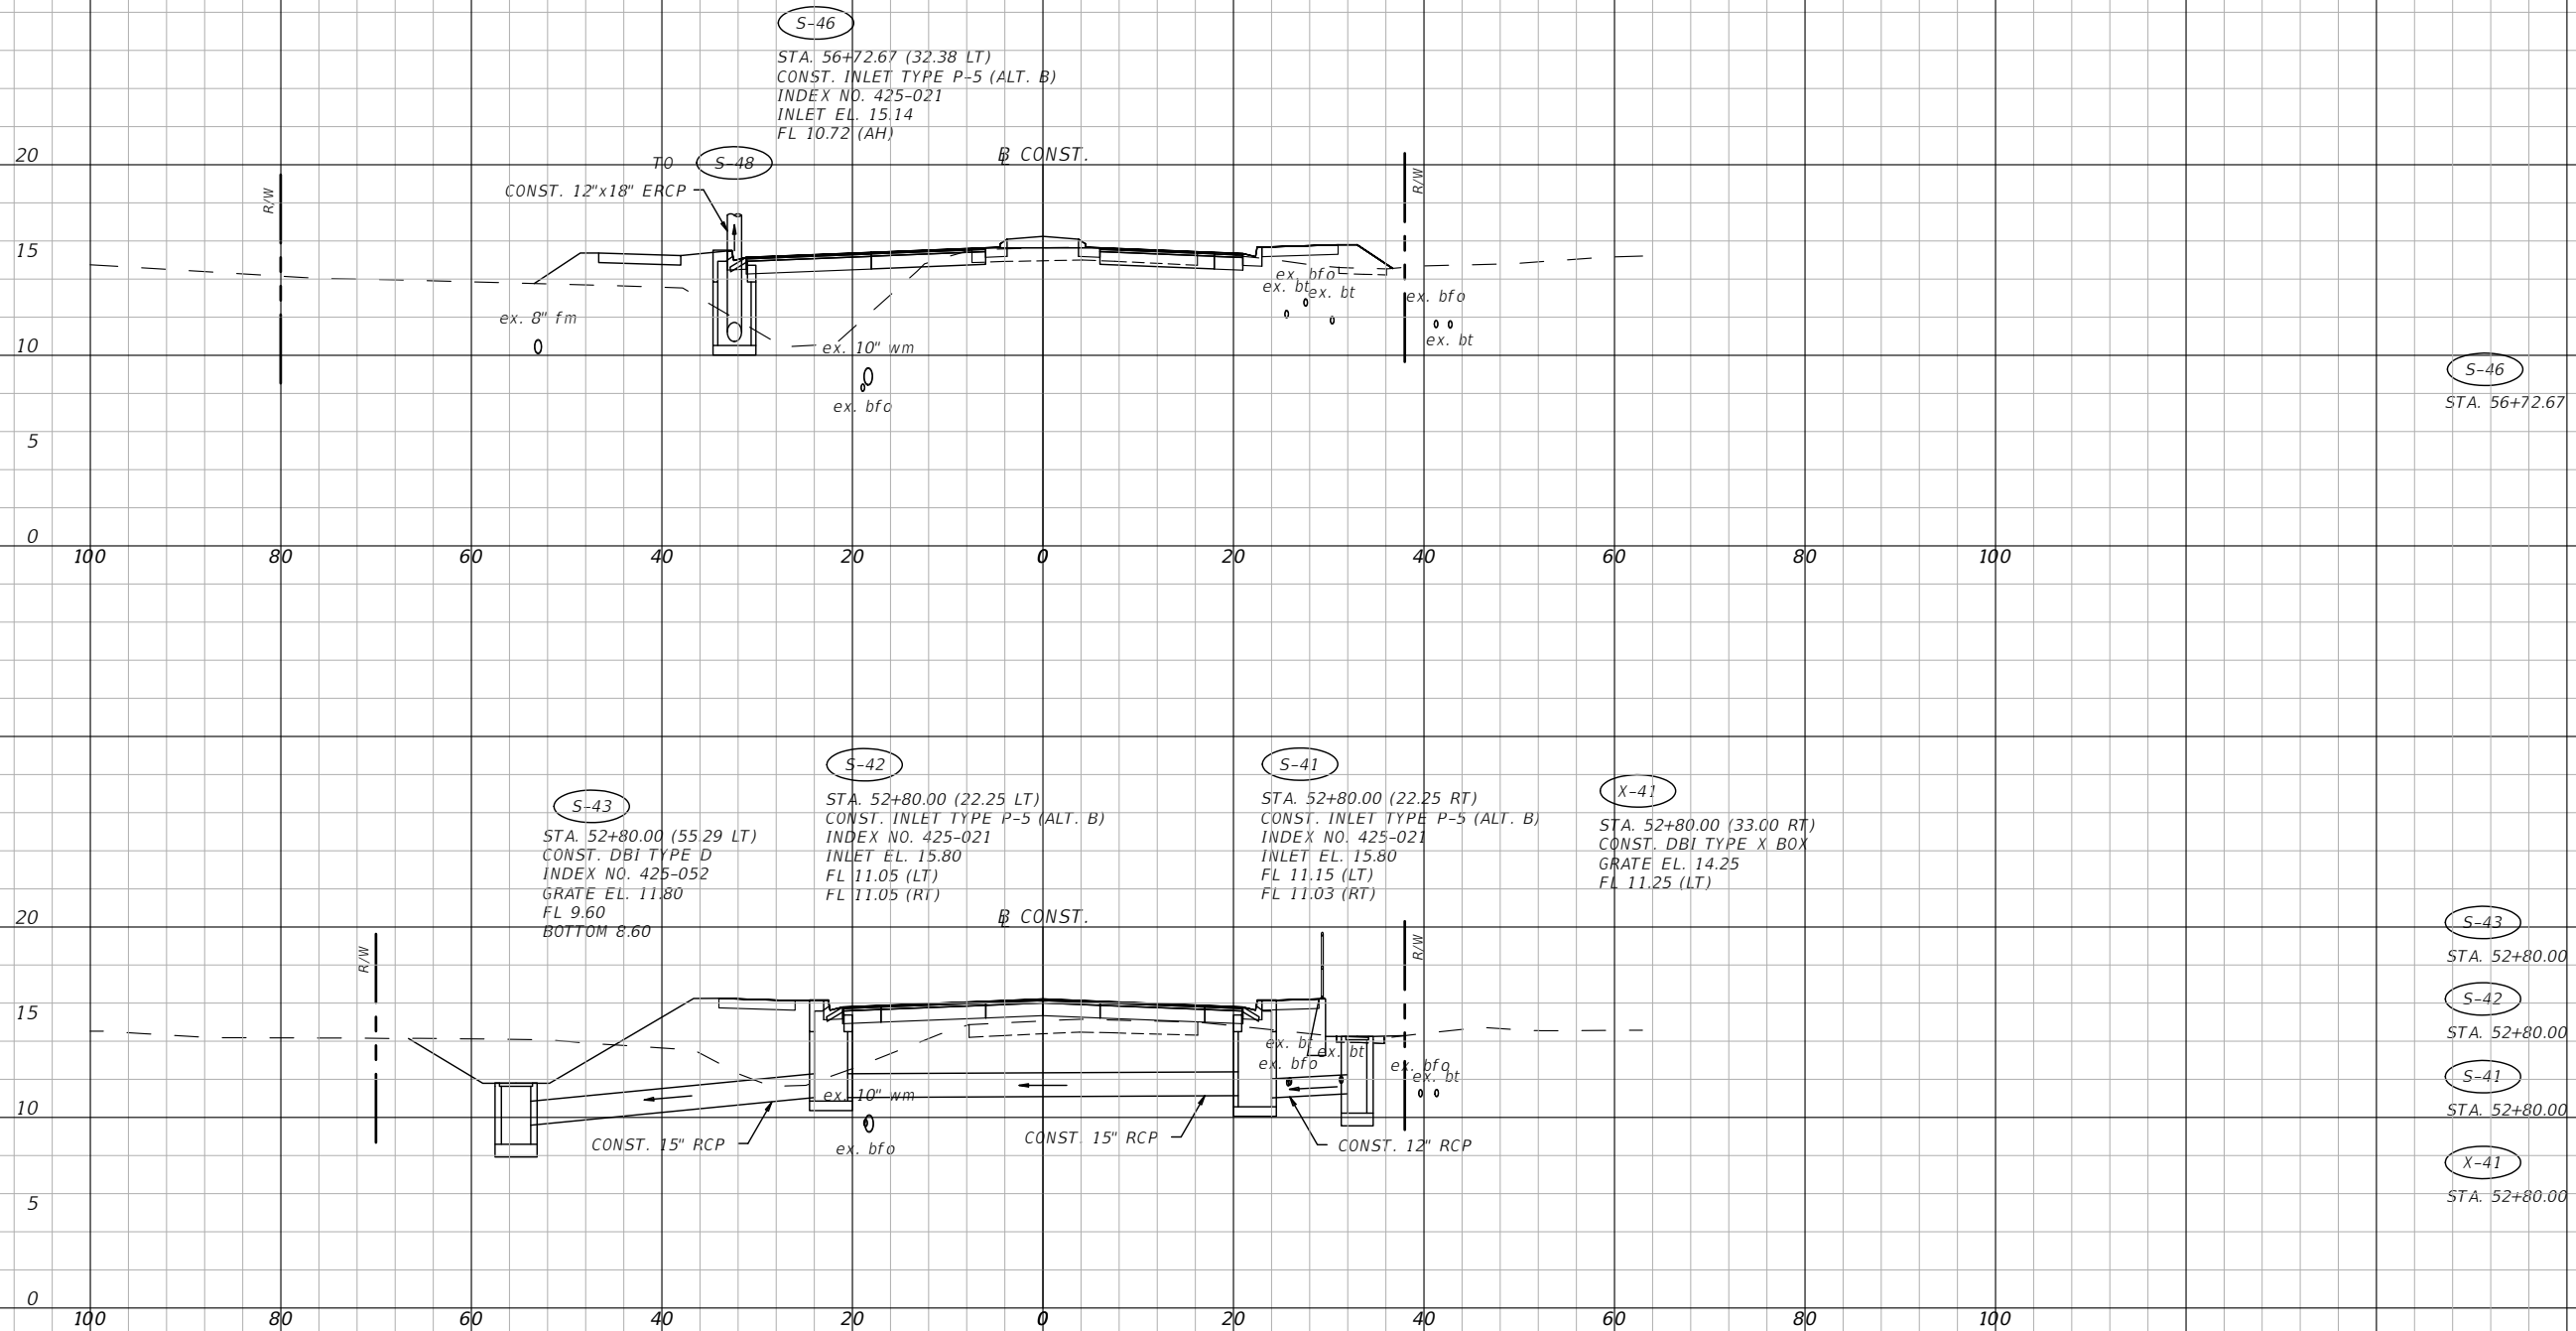 S-46
STA. 56+72.67 (32.38 LT)
CONST. INLET TYPE P-5 (ALT. B)
INDEX NO. 425-021
INLET EL. 15.14
FL 10.72 (AH)
TO S-48
CONST. 12"x18" ERCP
B CONST.
R/W
R/W
20
15
10
5
0
ex. 8" fm
ex. 10" wm
ex. bfo
ex. bfo
ex. bt
ex. bt
ex. bfo
ex. bt
S-46
STA. 56+72.67
100 80 60 40 20 0 20 40 60 80 100
S-43
STA. 52+80.00 (55.29 LT)
CONST. DBI TYPE D
INDEX NO. 425-052
GRATE EL. 11.80
FL 9.60
BOTTOM 8.60
S-42
STA. 52+80.00 (22.25 LT)
CONST. INLET TYPE P-5 (ALT. B)
INDEX NO. 425-021
INLET EL. 15.80
FL 11.05 (LT)
FL 11.05 (RT)
S-41
STA. 52+80.00 (22.25 RT)
CONST. INLET TYPE P-5 (ALT. B)
INDEX NO. 425-021
INLET EL. 15.80
FL 11.15 (LT)
FL 11.03 (RT)
X-41
STA. 52+80.00 (33.00 RT)
CONST. DBI TYPE X BOX
GRATE EL. 14.25
FL 11.25 (LT)
B CONST.
R/W
R/W
20
15
10
5
0
ex. bt
ex. bt
ex. bfo
ex. bfo
ex. bt
ex. 10" wm
ex. bfo
CONST. 15" RCP
CONST. 15" RCP
CONST. 12" RCP
S-43
STA. 52+80.00
S-42
STA. 52+80.00
S-41
STA. 52+80.00
X-41
STA. 52+80.00
100 80 60 40 20 0 20 40 60 80 100